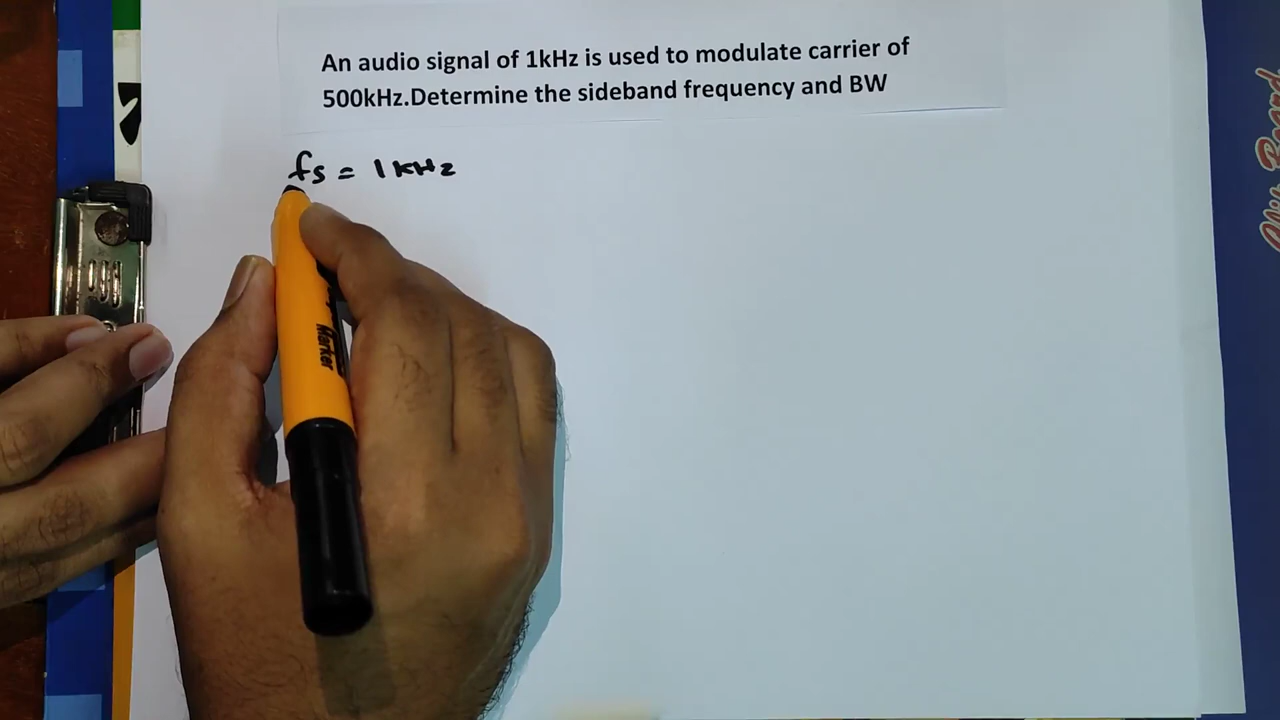 An audio signal of 1kHz is used to modulate carrier of
500kHz.Determine the sideband frequency and BW
fs = 1kHz
Marker